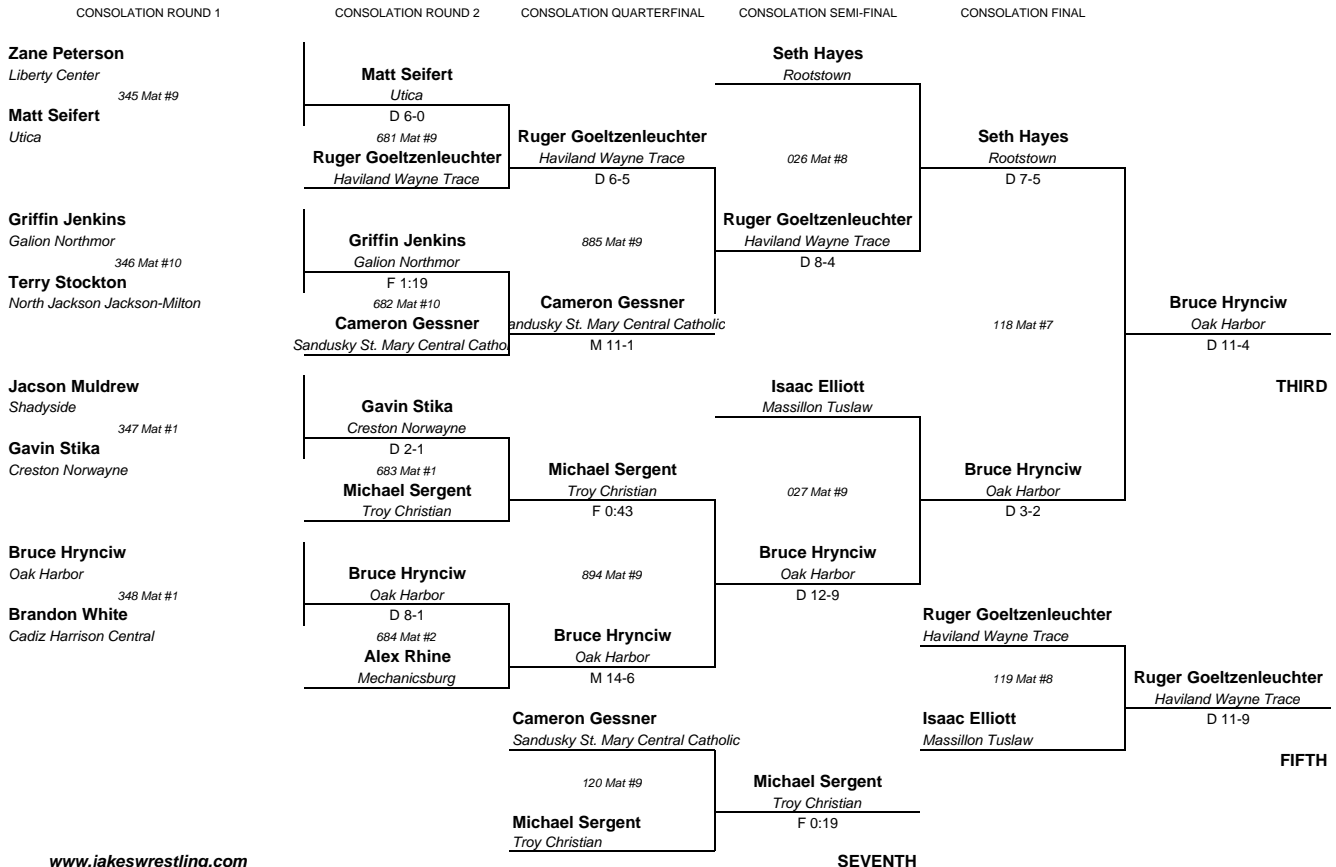 CONSOLATION ROUND 1
CONSOLATION ROUND 2
CONSOLATION QUARTERFINAL
CONSOLATION SEMI-FINAL
CONSOLATION FINAL
Zane Peterson
Liberty Center
345 Mat #9
Matt Seifert
Utica
Griffin Jenkins
Galion Northmor
346 Mat #10
Terry Stockton
North Jackson Jackson-Milton
Jacson Muldrew
Shadyside
347 Mat #1
Gavin Stika
Creston Norwayne
Bruce Hrynciw
Oak Harbor
348 Mat #1
Brandon White
Cadiz Harrison Central
Matt Seifert
Utica
D 6-0
681 Mat #9
Ruger Goeltzenleuchter
Haviland Wayne Trace
Griffin Jenkins
Galion Northmor
F 1:19
682 Mat #10
Cameron Gessner
Sandusky St. Mary Central Cathol
Gavin Stika
Creston Norwayne
D 2-1
683 Mat #1
Michael Sergent
Troy Christian
Bruce Hrynciw
Oak Harbor
D 8-1
684 Mat #2
Alex Rhine
Mechanicsburg
Ruger Goeltzenleuchter
Haviland Wayne Trace
D 6-5
885 Mat #9
Cameron Gessner
andusky St. Mary Central Catholic
M 11-1
Michael Sergent
Troy Christian
F 0:43
894 Mat #9
Bruce Hrynciw
Oak Harbor
M 14-6
Cameron Gessner
Sandusky St. Mary Central Catholic
120 Mat #9
Michael Sergent
Troy Christian
Seth Hayes
Rootstown
026 Mat #8
Ruger Goeltzenleuchter
Haviland Wayne Trace
D 8-4
Isaac Elliott
Massillon Tuslaw
027 Mat #9
Bruce Hrynciw
Oak Harbor
D 12-9
Michael Sergent
Troy Christian
F 0:19
SEVENTH
Seth Hayes
Rootstown
D 7-5
118 Mat #7
Bruce Hrynciw
Oak Harbor
D 3-2
Ruger Goeltzenleuchter
Haviland Wayne Trace
119 Mat #8
Isaac Elliott
Massillon Tuslaw
Bruce Hrynciw
Oak Harbor
D 11-4
THIRD
Ruger Goeltzenleuchter
Haviland Wayne Trace
D 11-9
FIFTH
www.jakeswrestling.com